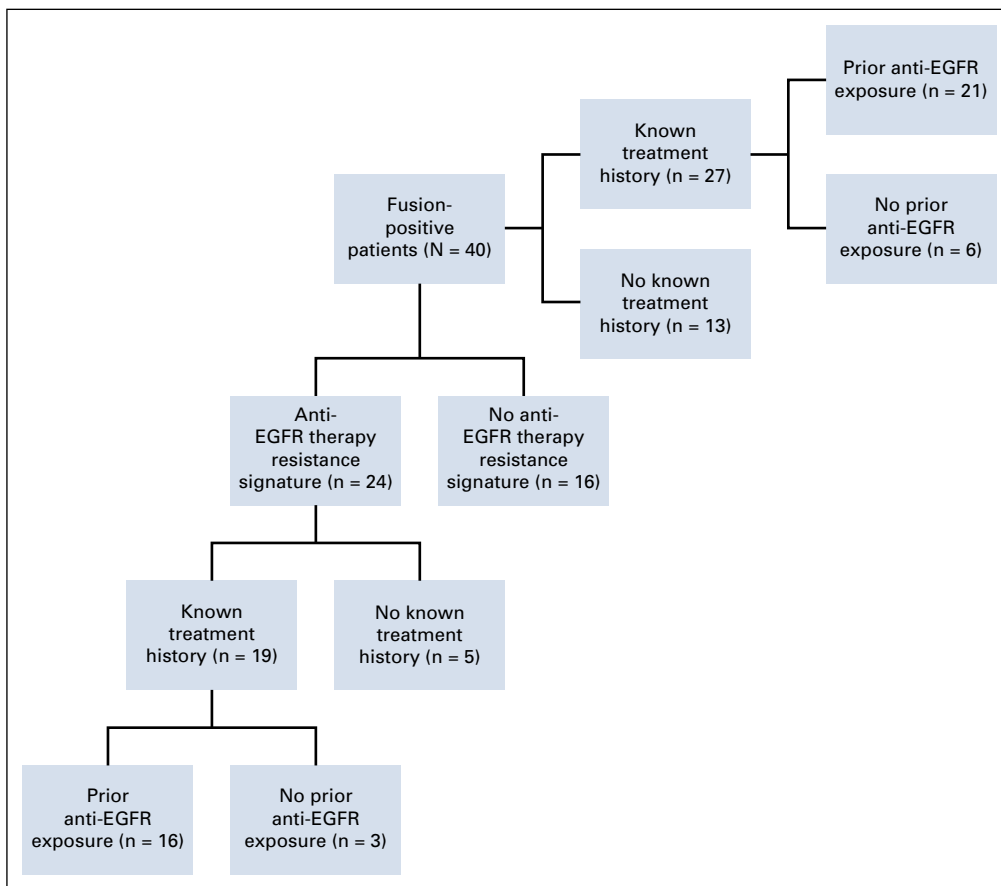 Prior anti-EGFR
exposure (n = 21)
Known
treatment
history (n = 27)
No prior
anti-EGFR
exposure (n = 6)
Fusion-
positive
patients (N = 40)
No known
treatment
history (n = 13)
Anti-
EGFR therapy
resistance
signature (n = 24)
No anti-
EGFR therapy
resistance
signature (n = 16)
Known
treatment
history (n = 19)
No known
treatment
history (n = 5)
Prior
anti-EGFR
exposure (n = 16)
No prior
anti-EGFR
exposure (n = 3)